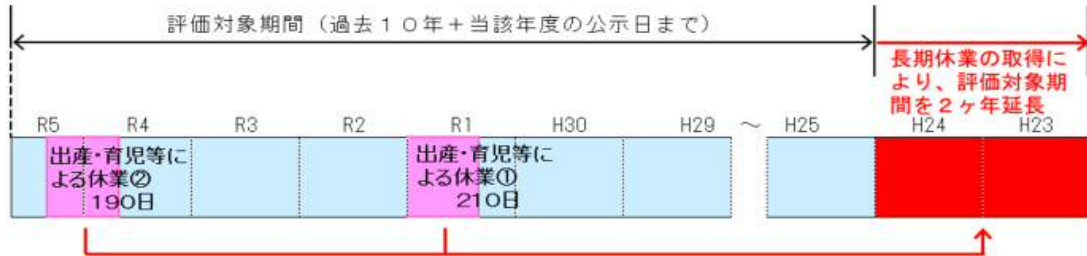 評価対象期間（過去１０年＋当該年度の公示日まで）
長期休業の取得に
より、評価対象期
間を２ヶ年延長
R5 R4 R3 R2 R1 H30 H29 ～ H25 H24 H23
出産・育児等に
よる休業②
１９０日
出産・育児等に
よる休業①
２１０日